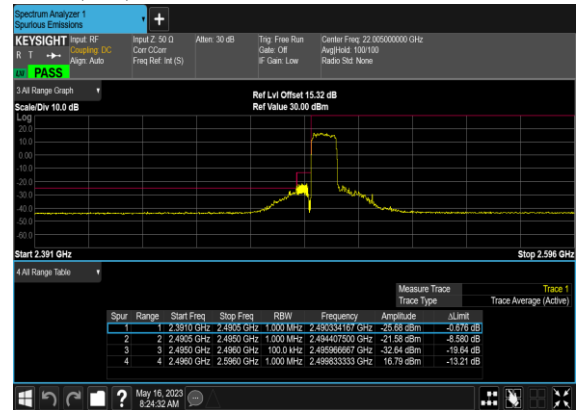 Spectrum Analyzer 1
Spurious Emissions
KEYSIGHT Input: RF Input Z: 50 Ω Atten: 30 dB Trig: Free Run Center Freq: 22.005000000 GHz
R T Coupling: DC Corr CCorr Gate: Off Avg|Hold: 100/100
Align: Auto Freq Ref: Int (S) IF Gain: Low Radio Std: None
PASS
3 All Range Graph
Ref Lvl Offset 15.32 dB
Scale/Div 10.0 dB Ref Value 30.00 dBm
Log
20.0
10.0
0.00
-10.0
-20.0
-30.0
-40.0
-50.0
-60.0
Start 2.391 GHz Stop 2.596 GHz
4 All Range Table
Measure Trace Trace 1
Trace Type Trace Average (Active)
Spur Range Start Freq Stop Freq RBW Frequency Amplitude ΔLimit
1 1 2.3910 GHz 2.4905 GHz 1.000 MHz 2.490334167 GHz -25.68 dBm -0.676 dB
2 2 2.4905 GHz 2.4950 GHz 1.000 MHz 2.494407500 GHz -21.58 dBm -8.580 dB
3 3 2.4950 GHz 2.4960 GHz 100.0 kHz 2.495966667 GHz -32.64 dBm -19.64 dB
4 4 2.4960 GHz 2.5960 GHz 1.000 MHz 2.499833333 GHz 16.79 dBm -13.21 dB
May 16, 2023
8:24:32 AM